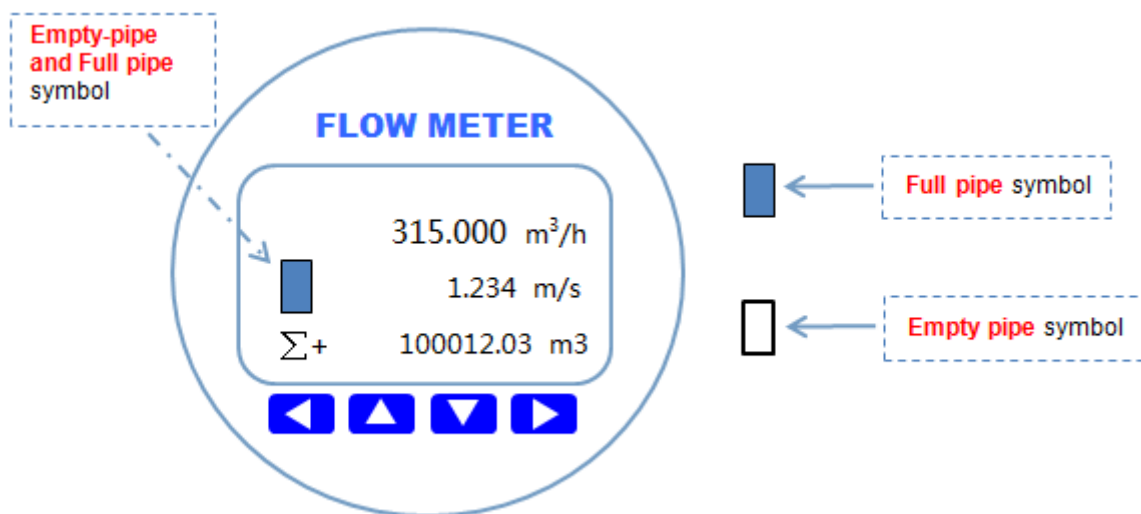 Empty-pipe
and Full pipe
symbol
FLOW METER
315.000 m³/h
1.234 m/s
∑+ 100012.03 m3
Full pipe symbol
Empty pipe symbol